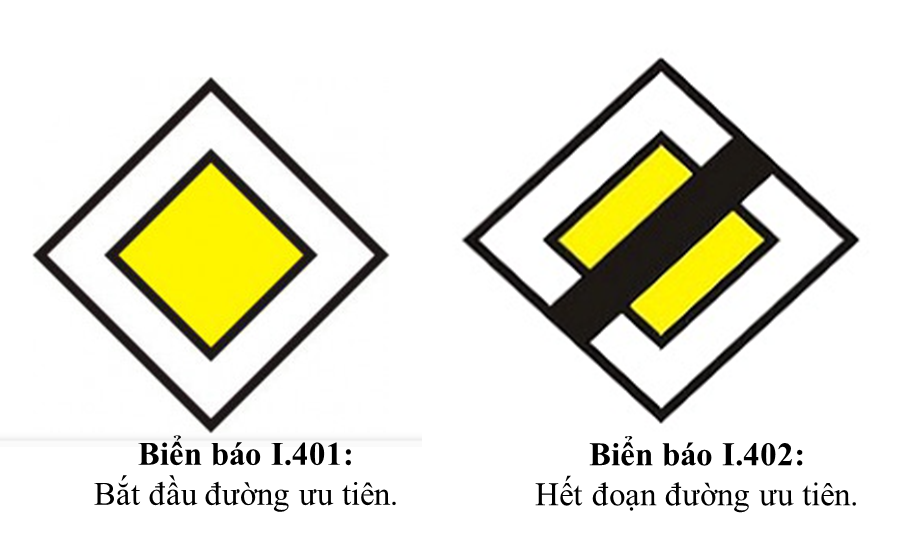 Biển báo I.401:
Bắt đầu đường ưu tiên.
Biển báo I.402:
Hết đoạn đường ưu tiên.